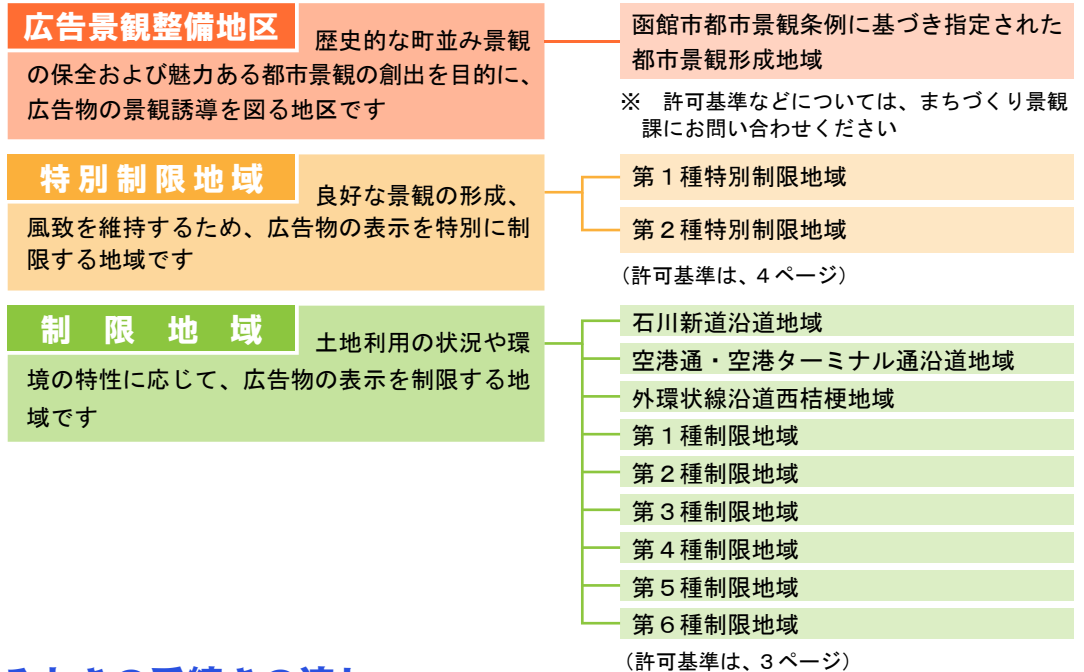 広告景観整備地区 歴史的な町並み景観
の保全および魅力ある都市景観の創出を目的に、
広告物の景観誘導を図る地区です
函館市都市景観条例に基づき指定された
都市景観形成地域
※　許可基準などについては、まちづくり景観
課にお問い合わせください
特別制限地域 良好な景観の形成、
風致を維持するため、広告物の表示を特別に制
限する地域です
第１種特別制限地域
第２種特別制限地域
（許可基準は、４ページ）
制限地域 土地利用の状況や環
境の特性に応じて、広告物の表示を制限する地
域です
石川新道沿道地域
空港通・空港ターミナル通沿道地域
外環状線沿道西桔梗地域
第１種制限地域
第２種制限地域
第３種制限地域
第４種制限地域
第５種制限地域
第６種制限地域
（許可基準は、３ページ）